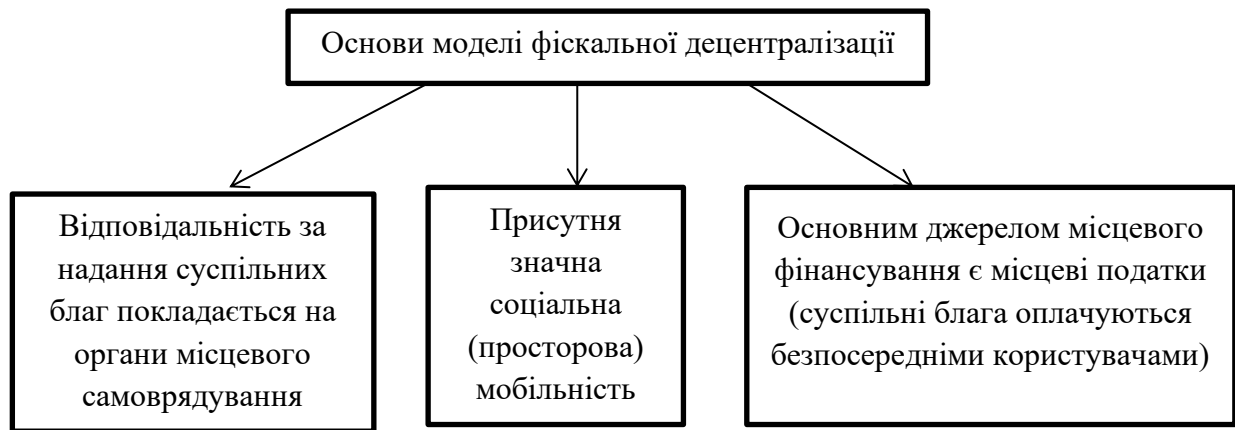 Основи моделі фіскальної децентралізації
Відповідальність за
надання суспільних
благ покладається на
органи місцевого
самоврядування
Присутня
значна
соціальна
(просторова)
мобільність
Основним джерелом місцевого
фінансування є місцеві податки
(суспільні блага оплачуються
безпосередніми користувачами)